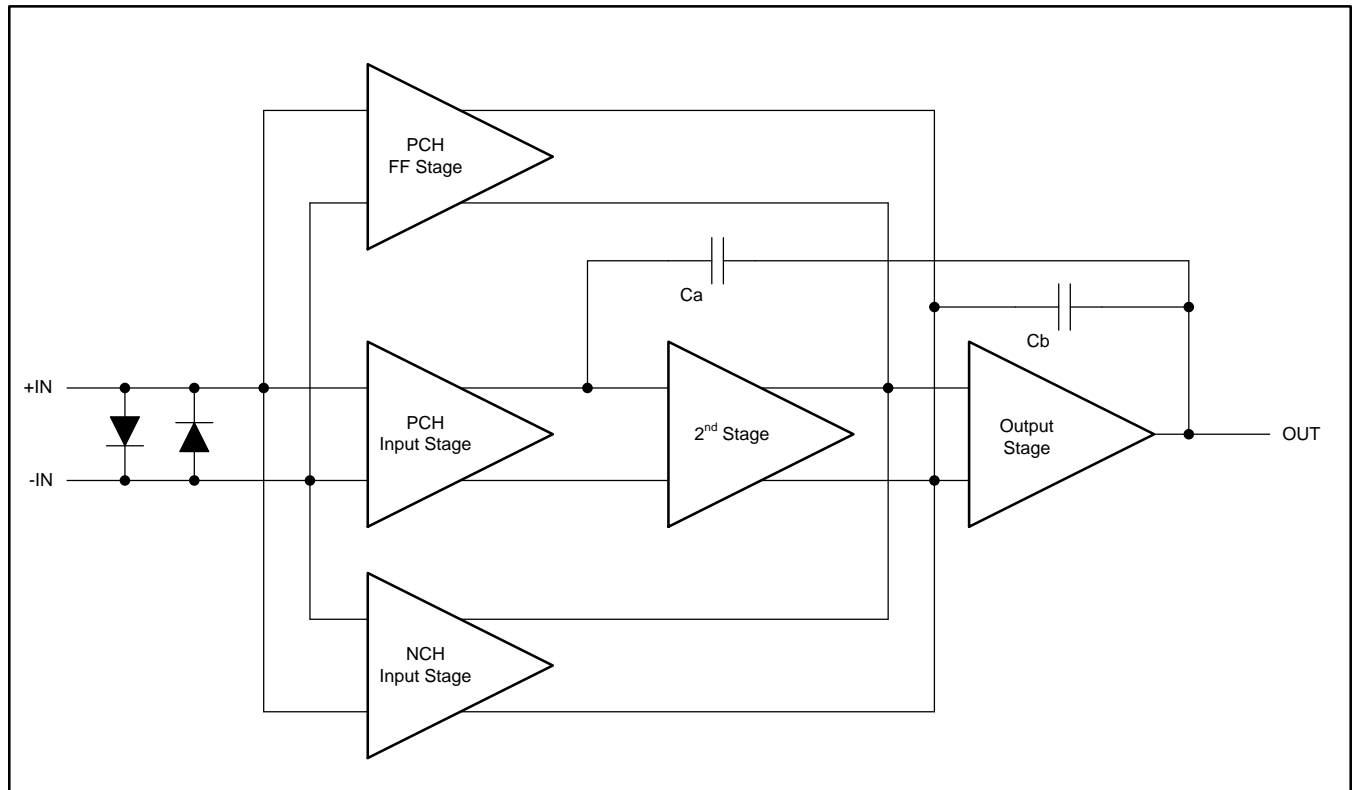 PCH
FF Stage
Ca
Cb
+IN
-IN
PCH
Input Stage
2nd Stage
Output
Stage
OUT
NCH
Input Stage